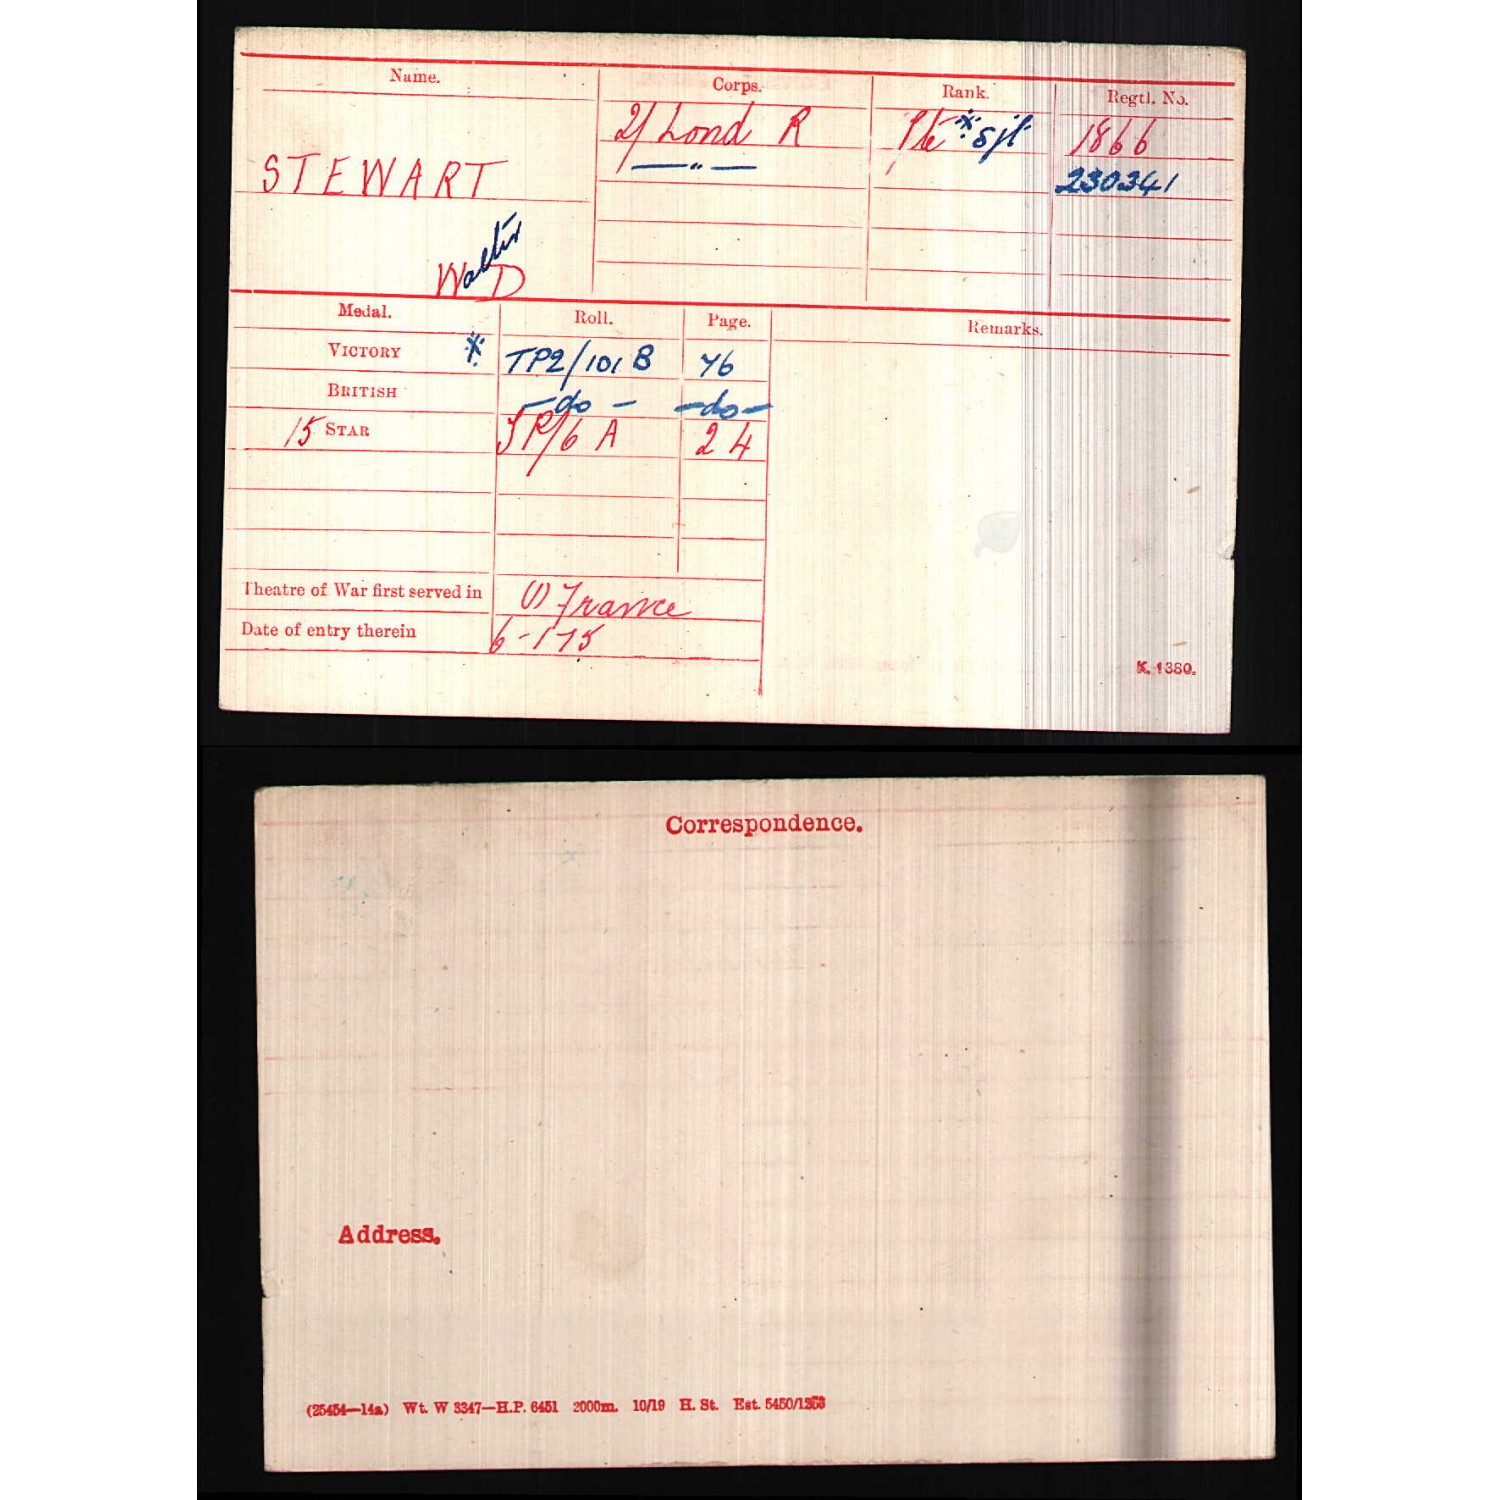 Name. Corps. Rank. Regtl. No.
STEWART 2/ Lond R Pte * Sjt 1866
—„— 230341
Walter D
Medal. Roll. Page. Remarks.
VICTORY * TP2/101 B 76
BRITISH —do— —do—
15 STAR TP/6 A 24
Theatre of War first served in (1) France
Date of entry therein 6-1-15
K. 1380.
Correspondence.
Address.
(25454—14a) Wt. W 3347—H.P. 6451 2000m. 10/19 H. St. Est. 5450/1253